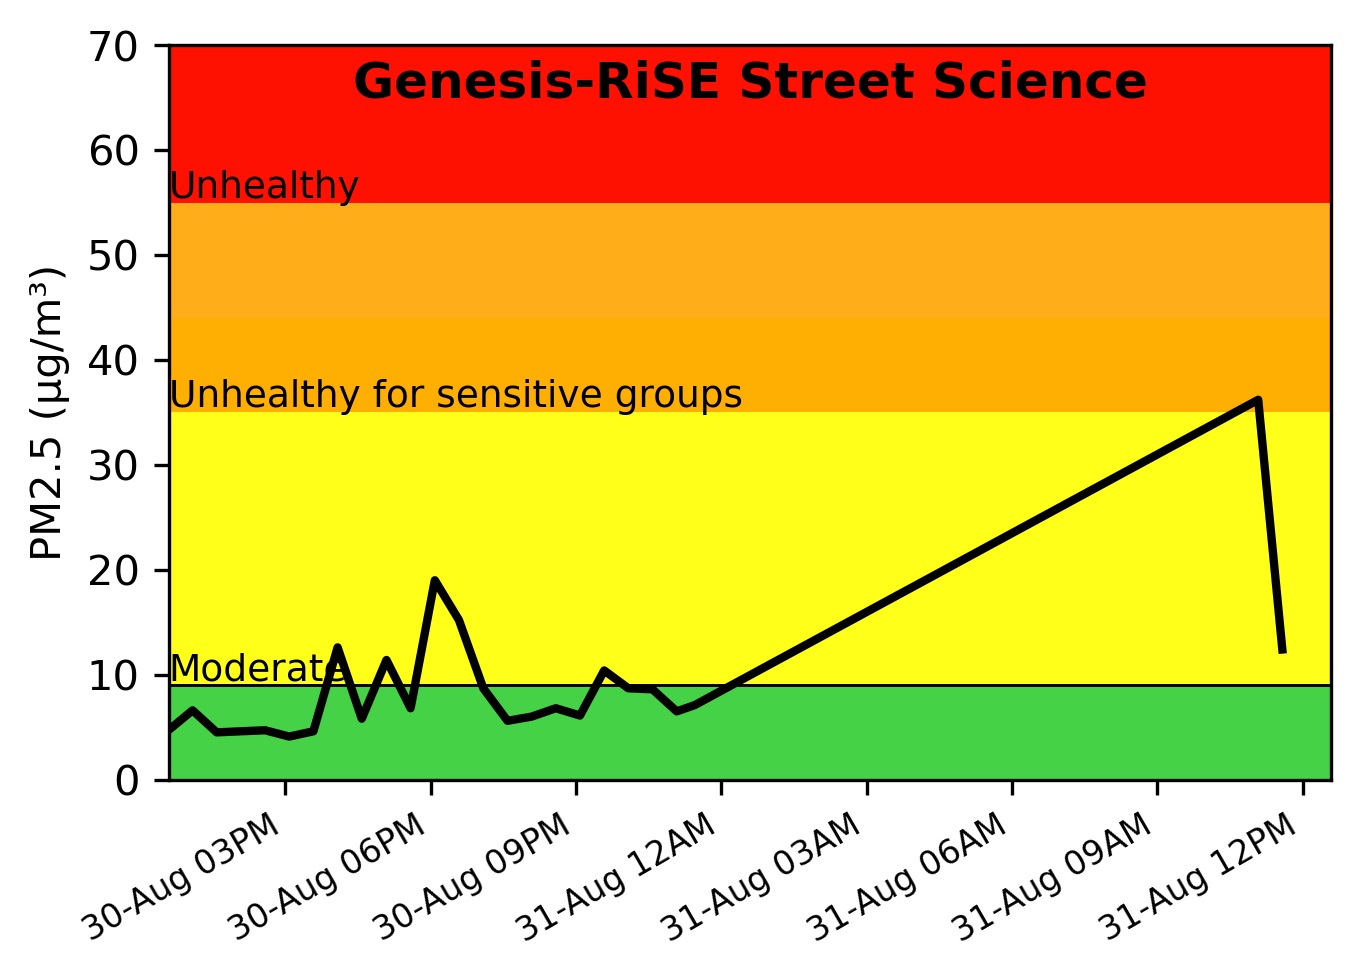 Genesis-RiSE Street Science
70
60
50
40
30
20
10
0
PM2.5 (µg/m³)
Unhealthy
Unhealthy for sensitive groups
Moderate
30-Aug 03PM
30-Aug 06PM
30-Aug 09PM
31-Aug 12AM
31-Aug 03AM
31-Aug 06AM
31-Aug 09AM
31-Aug 12PM